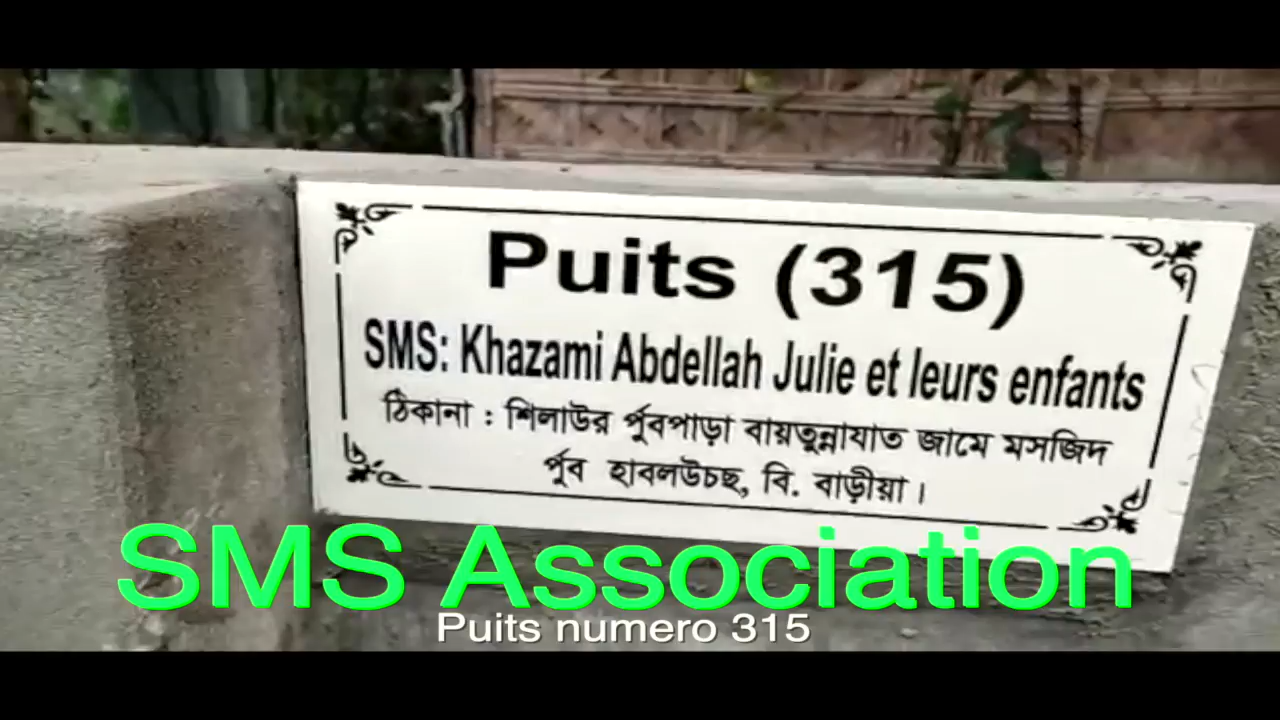 Puits (315)
SMS: Khazami Abdellah Julie et leurs enfants
ঠিকানা : শিলাউর র্পুবপাড়া বায়তুন্নাযাত জামে মসজিদ
র্পুব হাবলউচছ, বি. বাড়ীয়া।
SMS Association
Puits numero 315